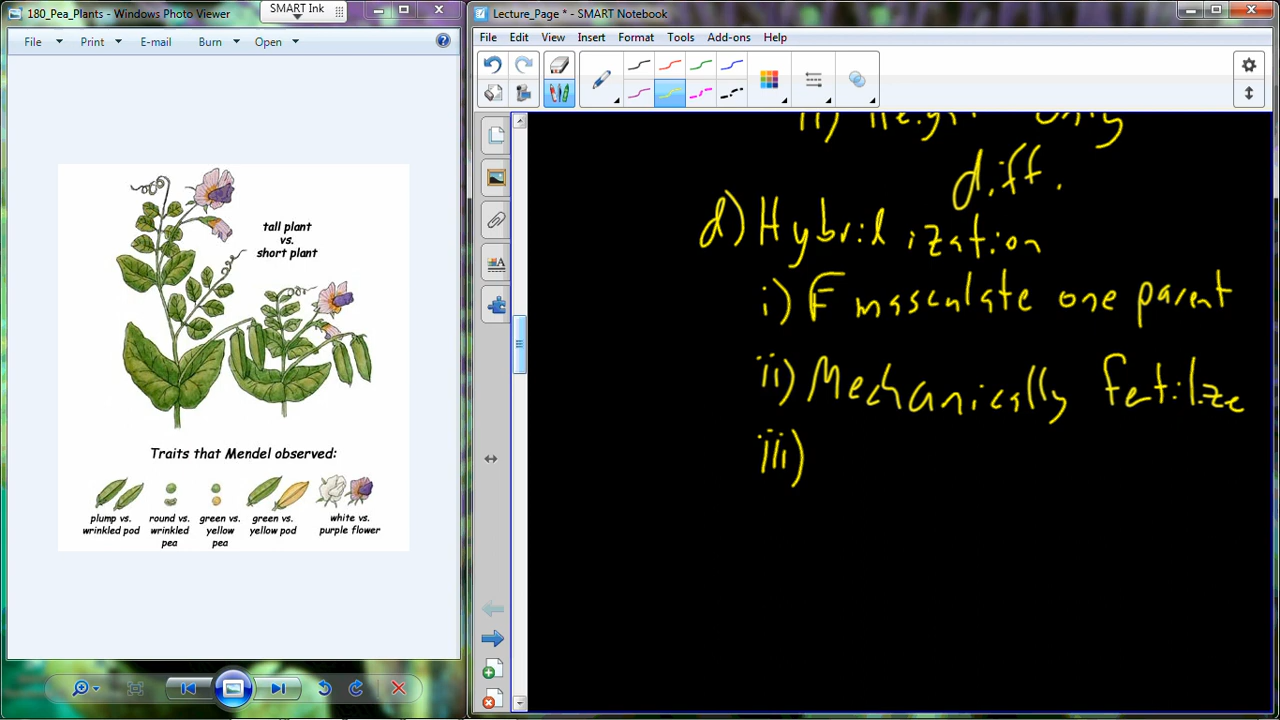 180_Pea_Plants - Windows Photo Viewer
SMART Ink
File Print E-mail Burn Open
tall plant
vs.
short plant
Traits that Mendel observed:
plump vs.
wrinkled pod
round vs.
wrinkled
pea
green vs.
yellow
pea
green vs.
yellow pod
white vs.
purple flower
Lecture_Page * - SMART Notebook
File Edit View Insert Format Tools Add-ons Help
ii) Height only
diff.
d) Hybridization
i) Emasculate one parent
ii) Mechanically fertilize
iii)